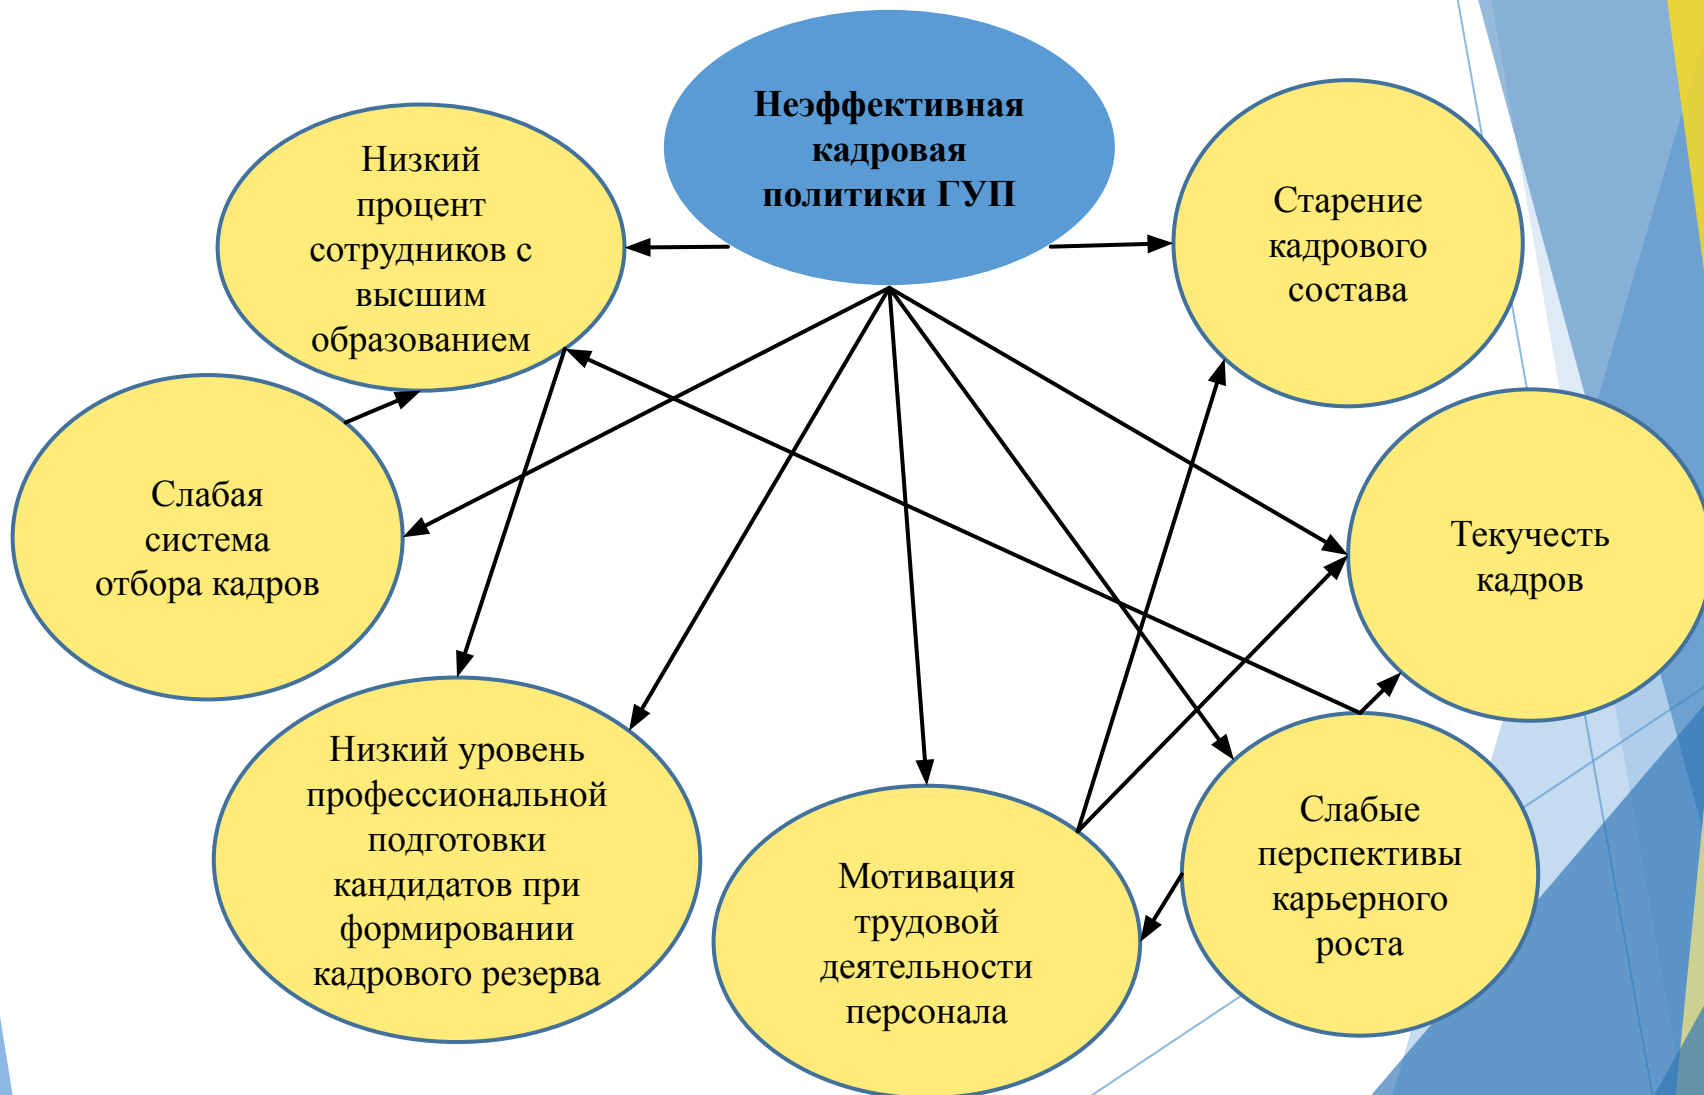 Неэффективная
кадровая
политики ГУП
Низкий
процент
сотрудников с
высшим
образованием
Старение
кадрового
состава
Слабая
система
отбора кадров
Текучесть
кадров
Низкий уровень
профессиональной
подготовки
кандидатов при
формировании
кадрового резерва
Мотивация
трудовой
деятельности
персонала
Слабые
перспективы
карьерного
роста